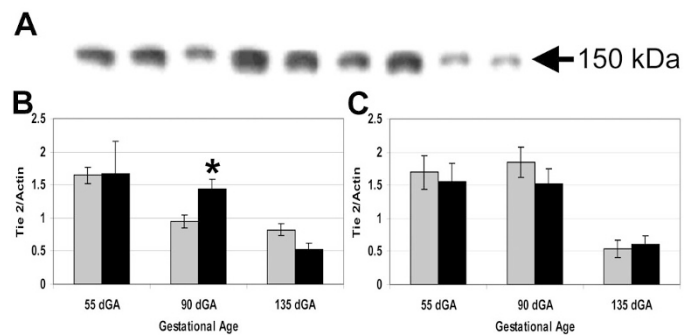 A
150 kDa
B
C
2.5
2
1.5
1
0.5
0
Tie 2/Actin
*
55 dGA 90 dGA 135 dGA
Gestational Age
2.5
2
1.5
1
0.5
0
Tie 2/Actin
55 dGA 90 dGA 135 dGA
Gestational Age